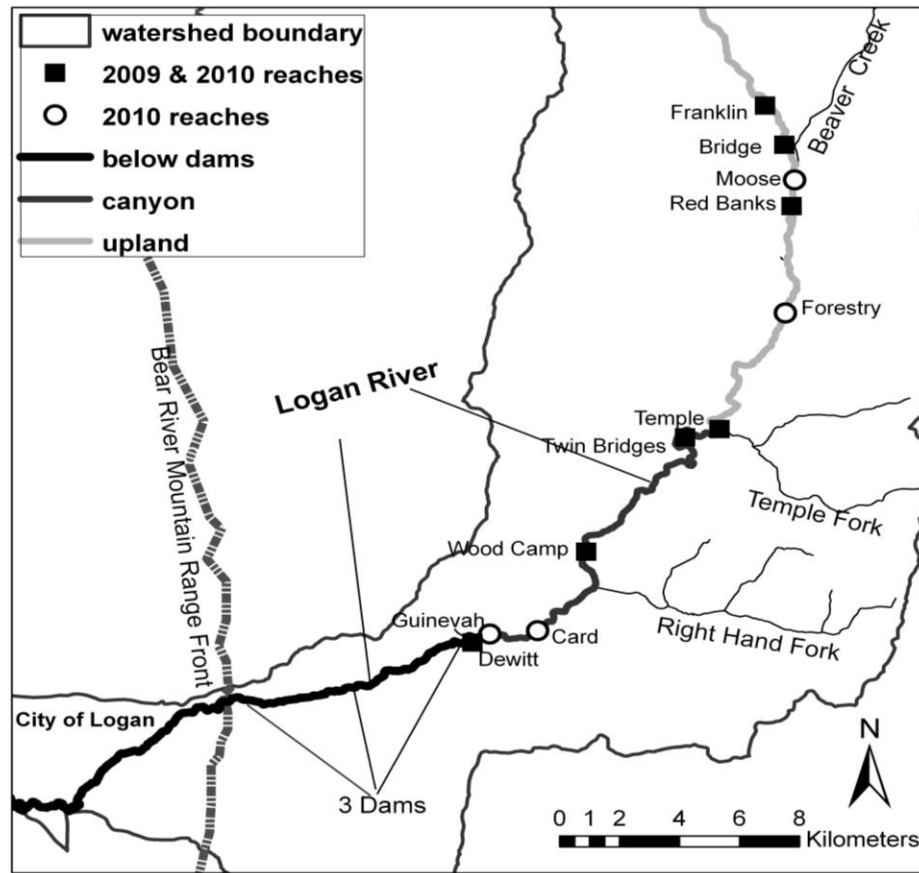 watershed boundary
2009 & 2010 reaches
2010 reaches
below dams
canyon
upland
Franklin
Beaver Creek
Bridge
Moose
Red Banks
Forestry
Bear River Mountain Range Front
Logan River
Temple
Twin Bridges
Temple Fork
Wood Camp
Guinevah
Card
Right Hand Fork
Dewitt
City of Logan
N
3 Dams
0 1 2 4 6 8
Kilometers